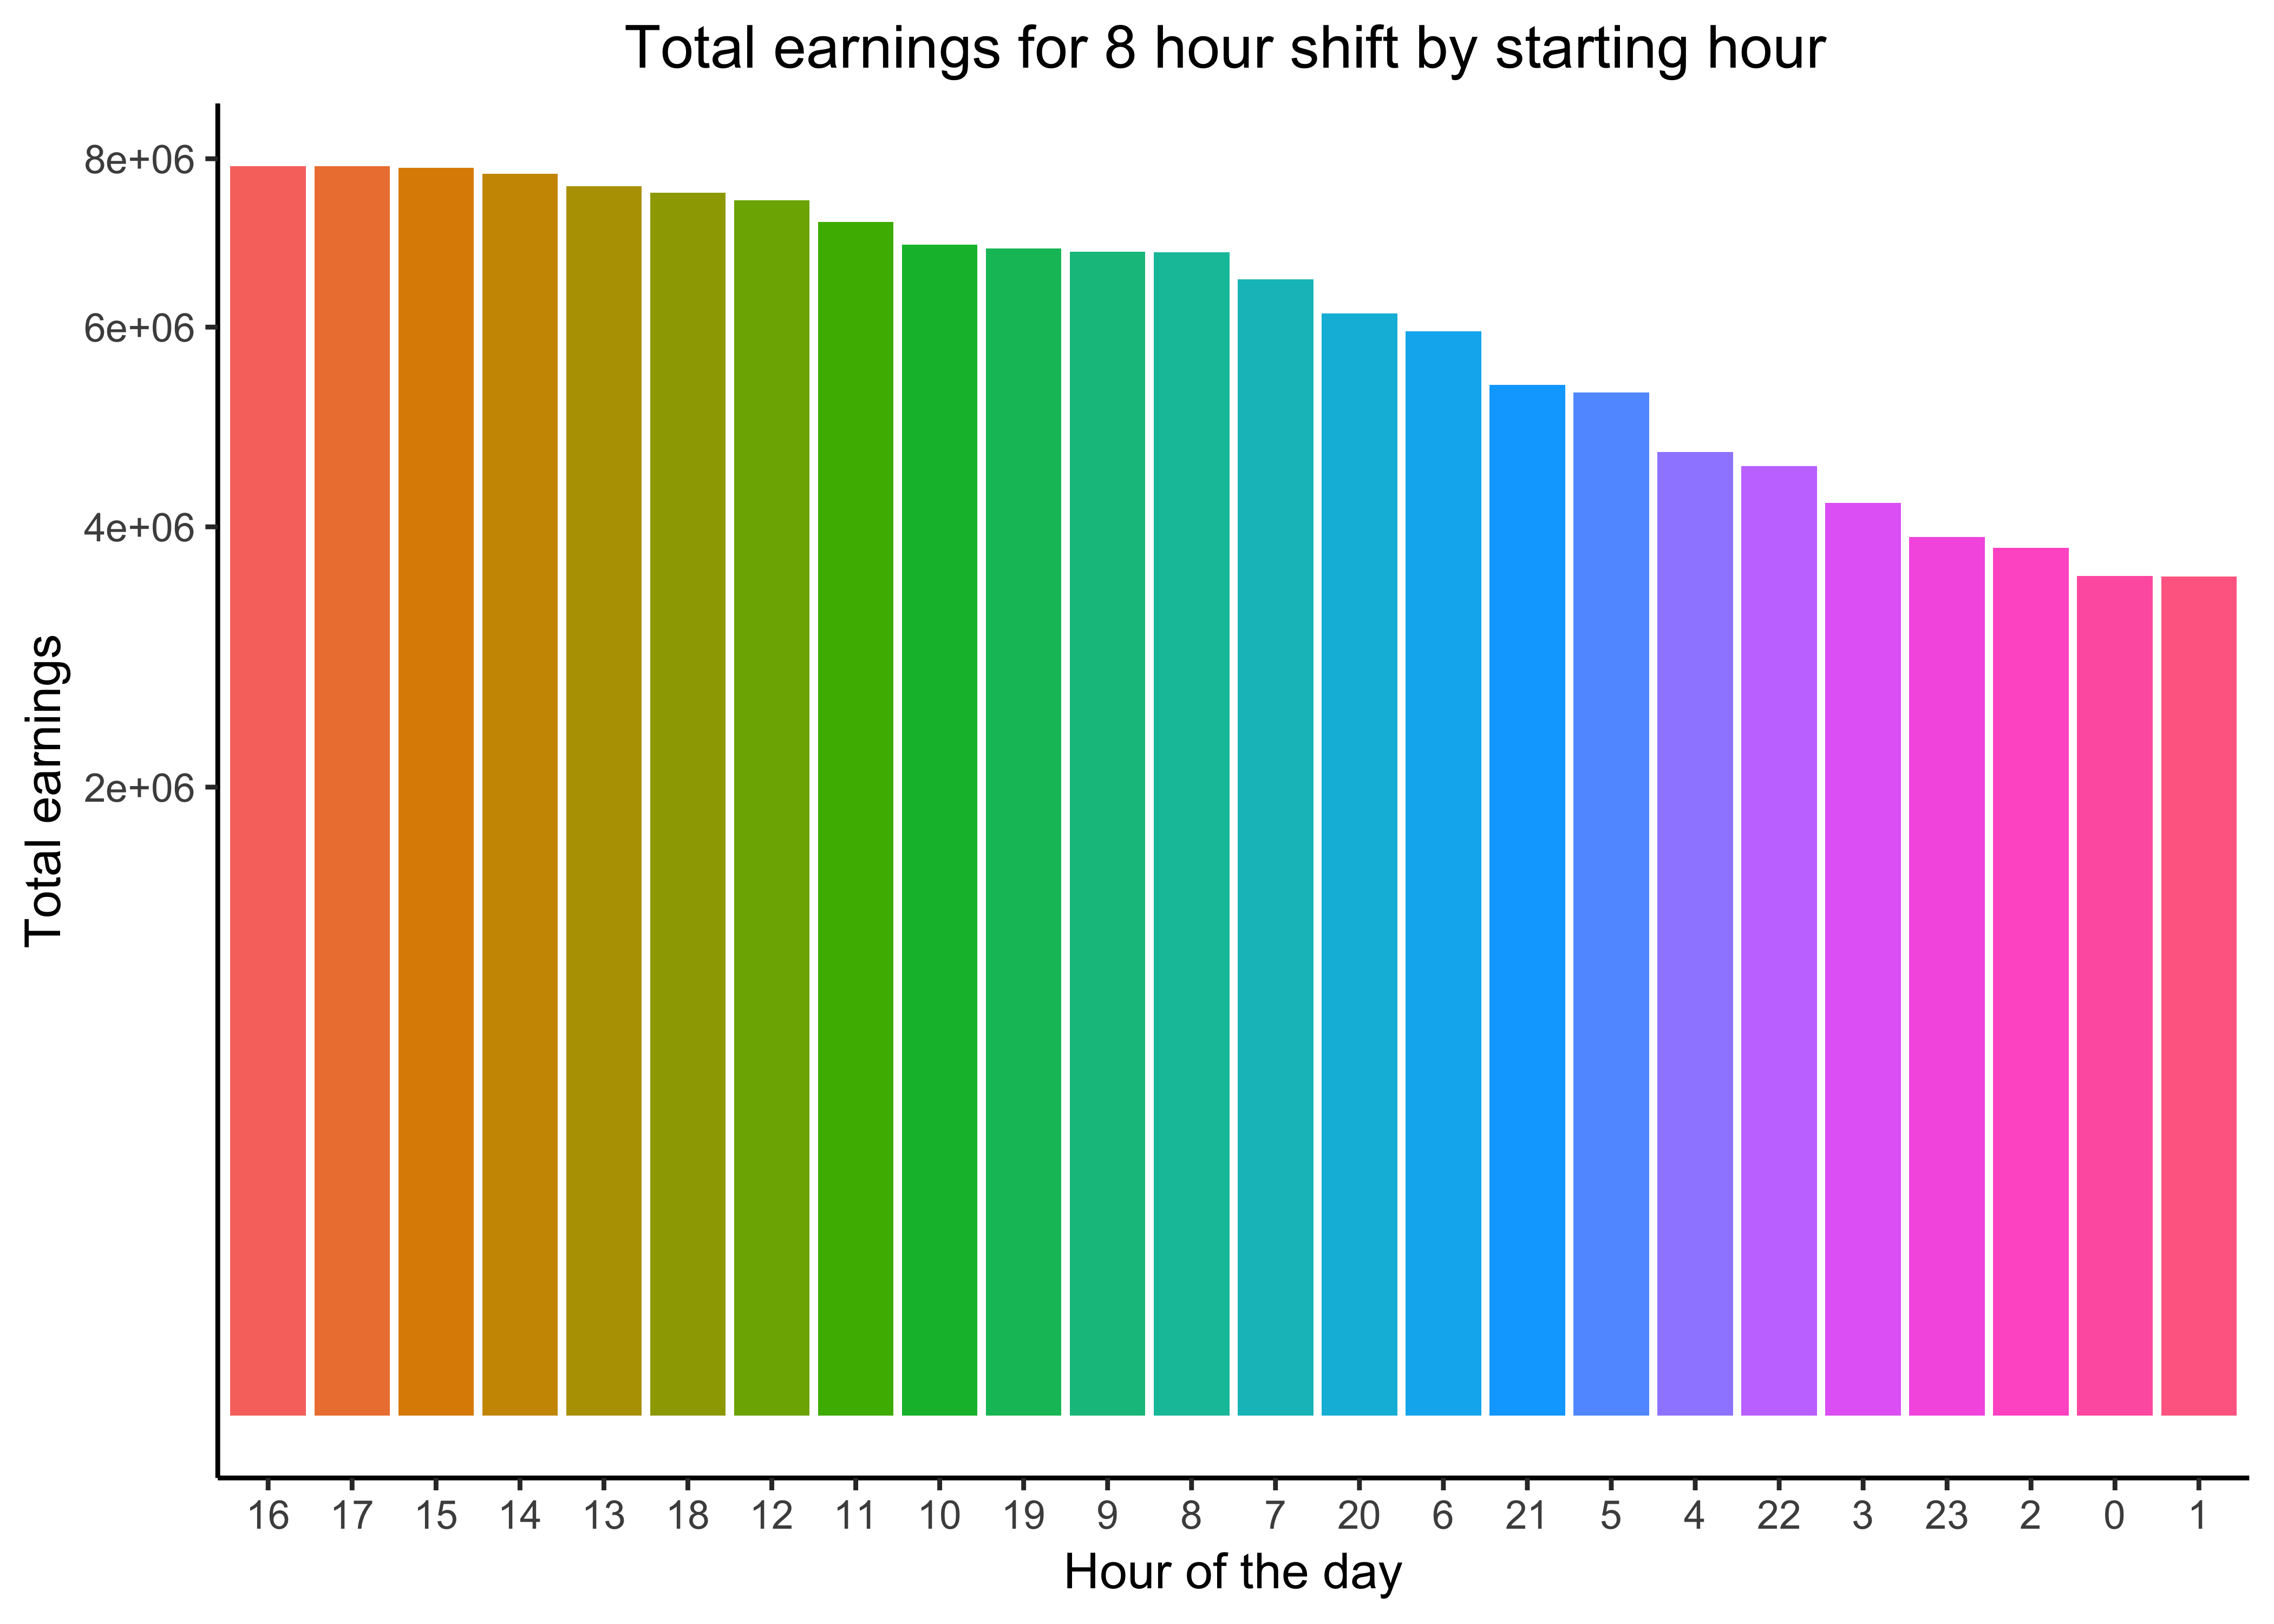 Total earnings for 8 hour shift by starting hour
8e+06
6e+06
4e+06
2e+06
Total earnings
16 17 15 14 13 18 12 11 10 19 9 8 7 20 6 21 5 4 22 3 23 2 0 1
Hour of the day